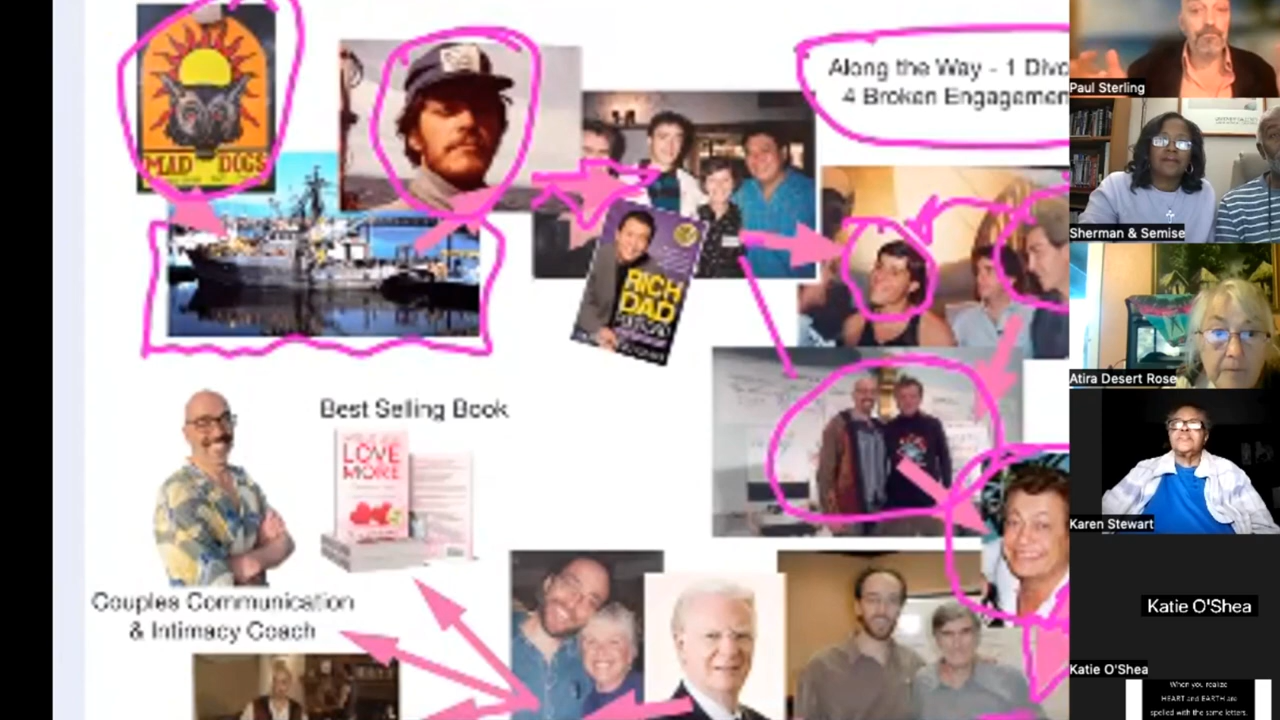 MAD DOGS
Along the Way - 1 Divo
4 Broken Engagemen
RICH
DAD
Best Selling Book
LOVE
MORE
Couples Communication
& Intimacy Coach
Paul Sterling
Sherman & Semise
Atira Desert Rose
Karen Stewart
Katie O'Shea
Katie O'Shea
When you realize
HEART and EARTH are
spelled with the same letters,